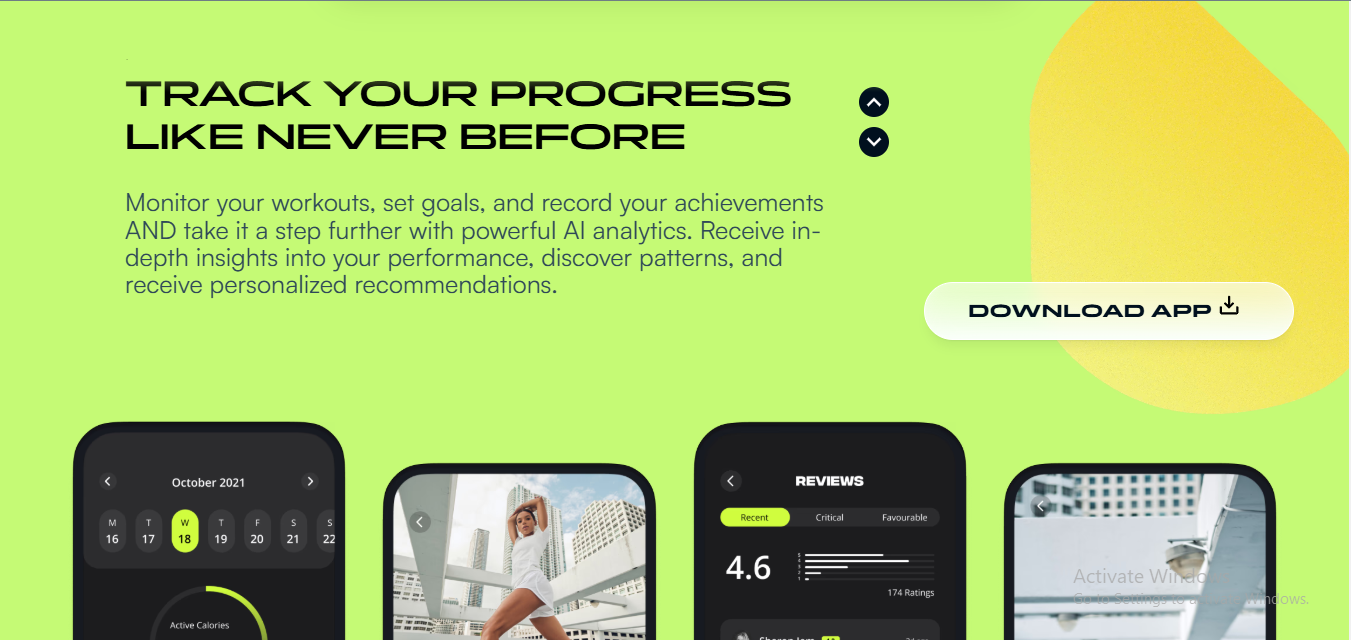 TRACK YOUR PROGRESS
LIKE NEVER BEFORE
Monitor your workouts, set goals, and record your achievements
AND take it a step further with powerful AI analytics. Receive in-
depth insights into your performance, discover patterns, and
receive personalized recommendations.
DOWNLOAD APP
October 2021
M T W T F S S
16 17 18 19 20 21 22
Active Calories
REVIEWS
Recent Critical Favourable
4.6
5
4
3
2
1
174 Ratings
Activate Windows
Go to Settings to activate Windows.